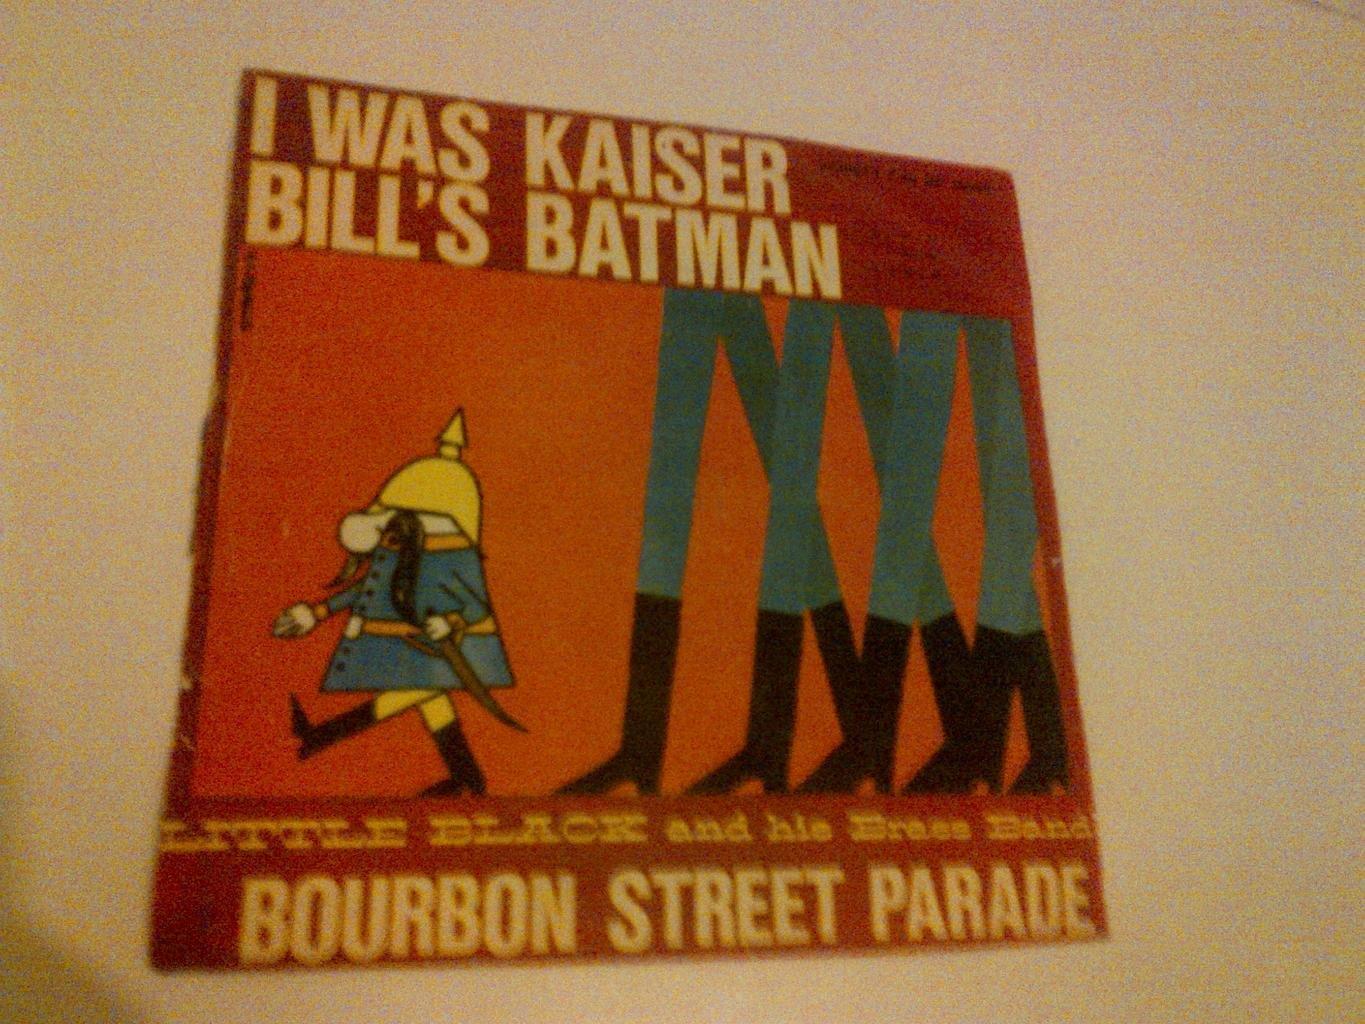 I WAS KAISER
BILL'S BATMAN
LITTLE BLACK and his Brass Band
BOURBON STREET PARADE